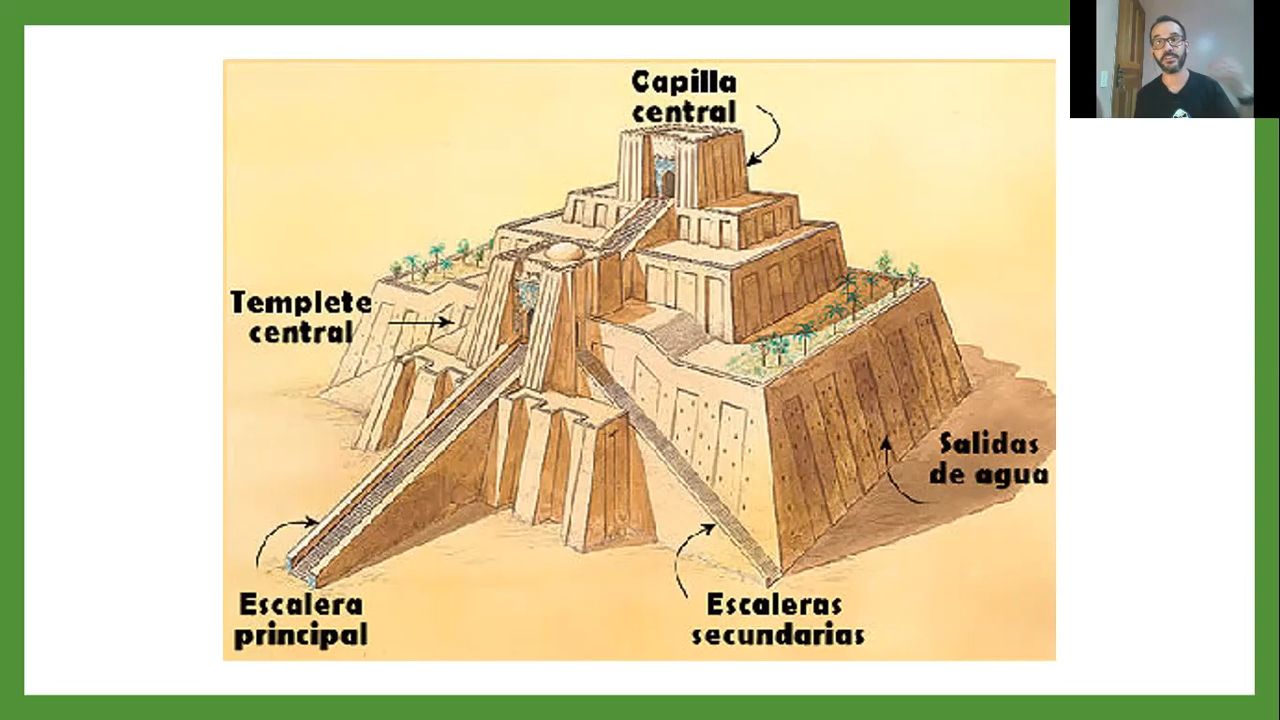 Capilla
central
Templete
central
Salidas
de agua
Escalera
principal
Escaleras
secundarias